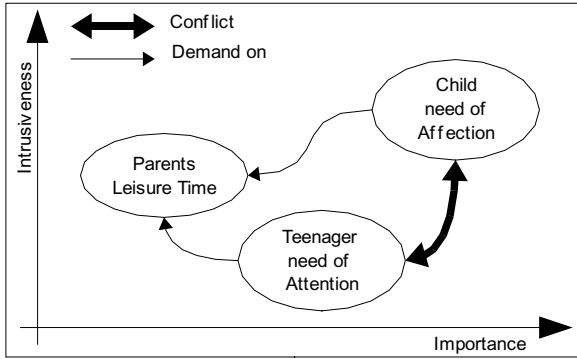 Conflict
Demand on
Intrusiveness
Child
need of
Affection
Parents
Leisure Time
Teenager
need of
Attention
Importance